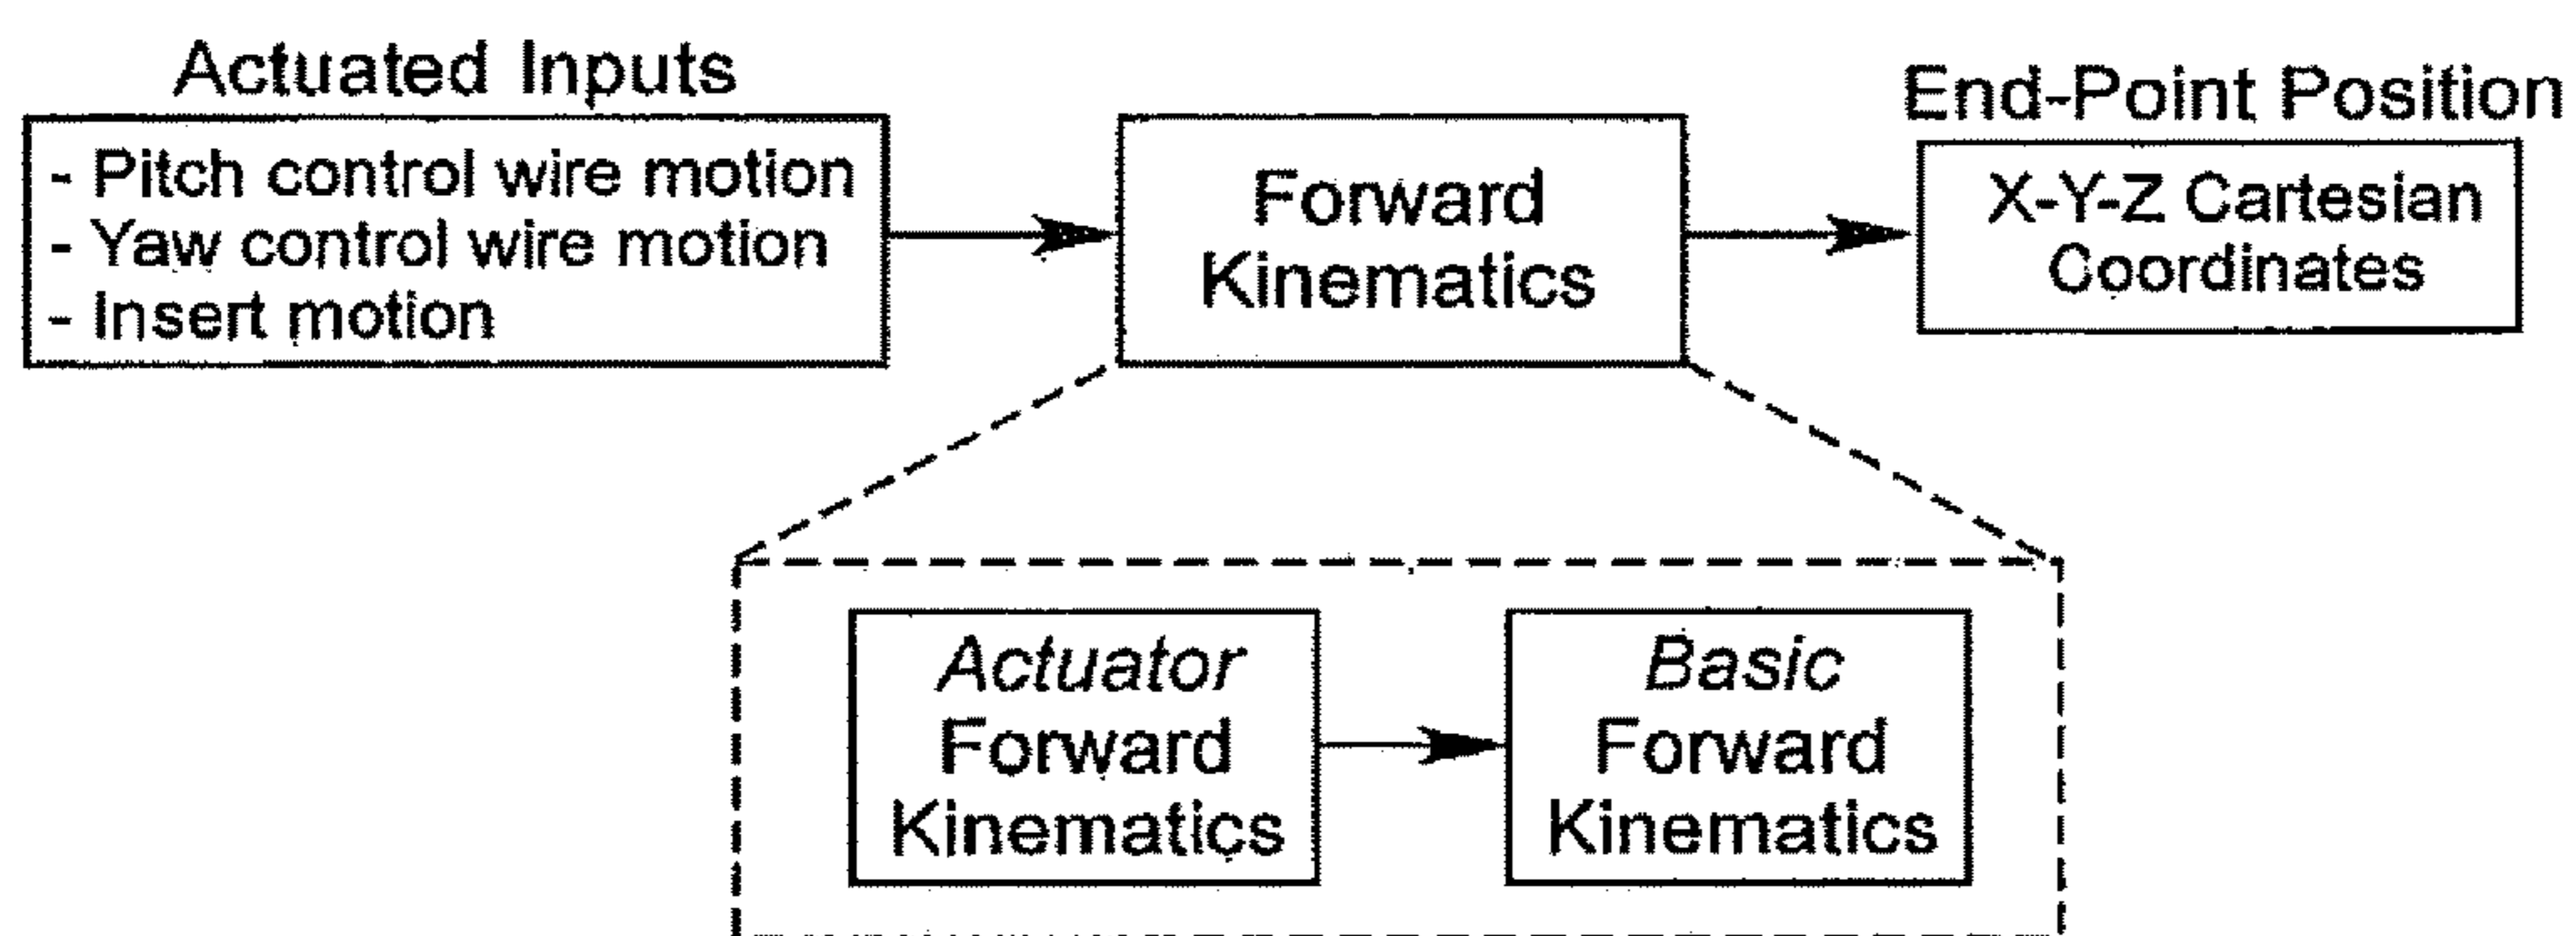 Actuated Inputs
- Pitch control wire motion
- Yaw control wire motion
- Insert motion
Forward
Kinematics
End-Point Position
X-Y-Z Cartesian
Coordinates
Actuator
Forward
Kinematics
Basic
Forward
Kinematics